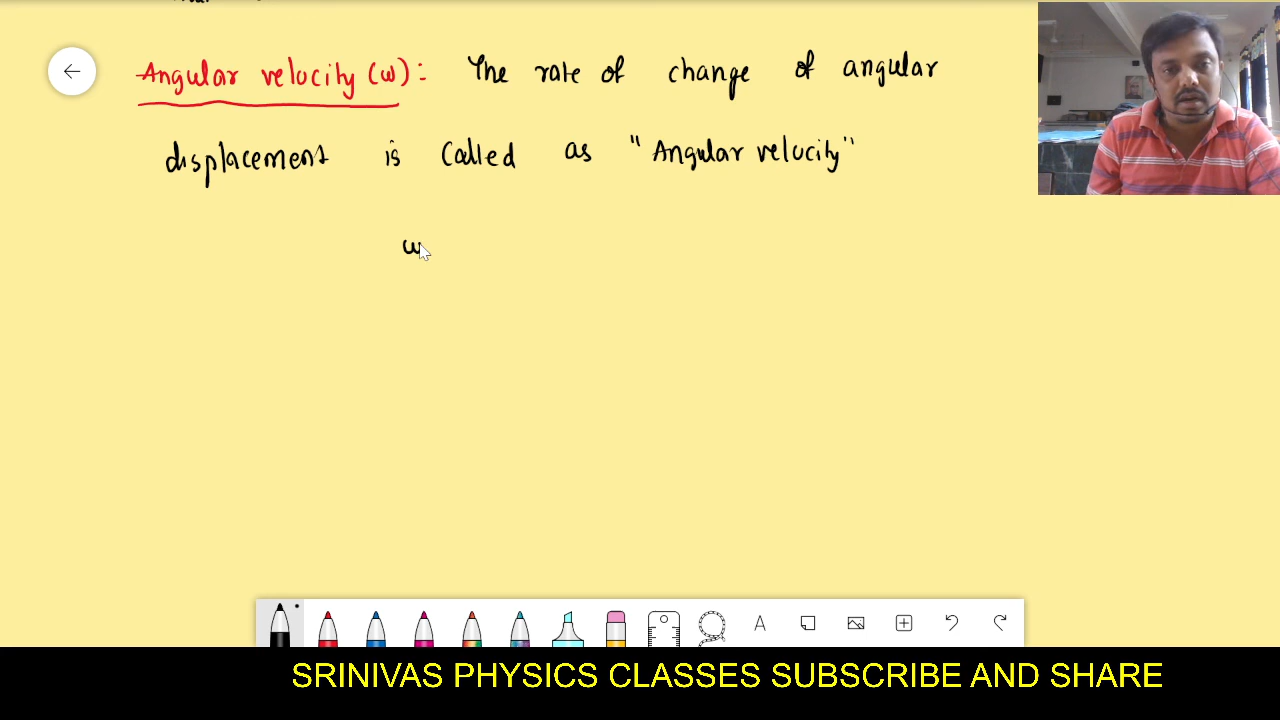 Angular velocity (ω): The rate of change of angular
displacement is called as "Angular velocity"
ω
A
SRINIVAS PHYSICS CLASSES SUBSCRIBE AND SHARE